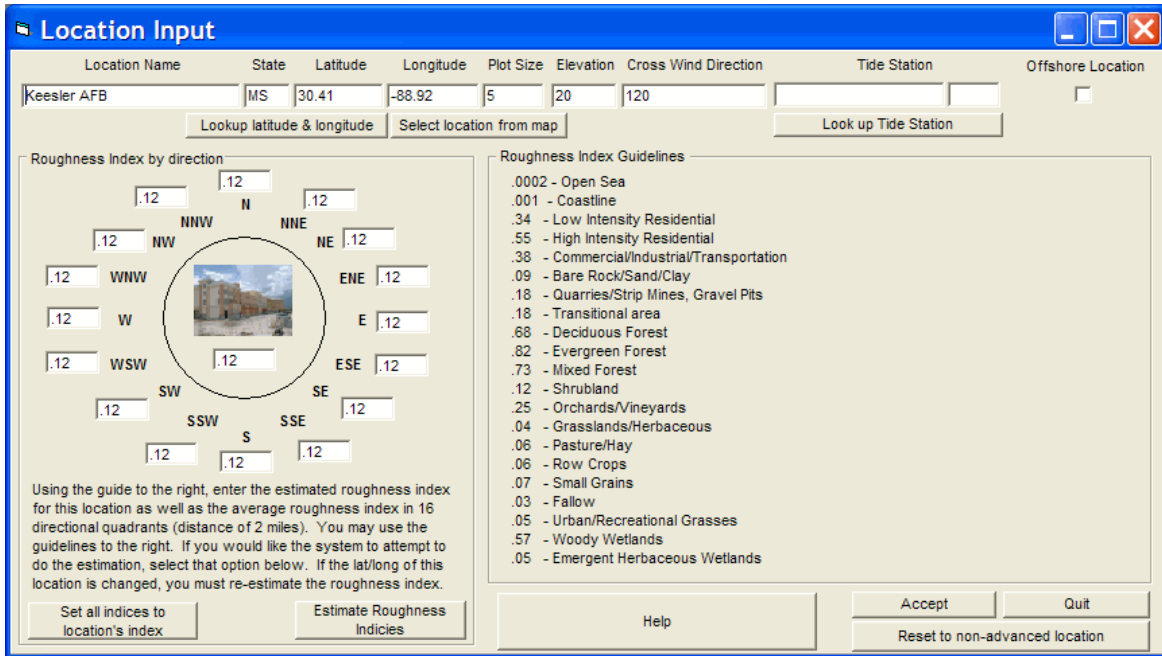 Location Input
Location Name State Latitude Longitude Plot Size Elevation Cross Wind Direction Tide Station Offshore Location
Keesler AFB MS 30.41 -88.92 5 20 120
Lookup latitude & longitude Select location from map Look up Tide Station
Roughness Index by direction
.12
.12 N .12
NNW NNE
.12 NW NE .12
.12 WNW ENE .12
.12 W E .12
.12
.12 WSW ESE .12
SW SE
.12 .12
SSW SSE
S
.12 .12 .12
Using the guide to the right, enter the estimated roughness index
for this location as well as the average roughness index in 16
directional quadrants (distance of 2 miles). You may use the
guidelines to the right. If you would like the system to attempt to
do the estimation, select that option below. If the lat/long of this
location is changed, you must re-estimate the roughness index.
Set all indices to
location's index
Estimate Roughness
Indicies
Roughness Index Guidelines
.0002 - Open Sea
.001 - Coastline
.34 - Low Intensity Residential
.55 - High Intensity Residential
.38 - Commercial/Industrial/Transportation
.09 - Bare Rock/Sand/Clay
.18 - Quarries/Strip Mines, Gravel Pits
.18 - Transitional area
.68 - Deciduous Forest
.82 - Evergreen Forest
.73 - Mixed Forest
.12 - Shrubland
.25 - Orchards/Vineyards
.04 - Grasslands/Herbaceous
.06 - Pasture/Hay
.06 - Row Crops
.07 - Small Grains
.03 - Fallow
.05 - Urban/Recreational Grasses
.57 - Woody Wetlands
.05 - Emergent Herbaceous Wetlands
Help
Accept Quit
Reset to non-advanced location